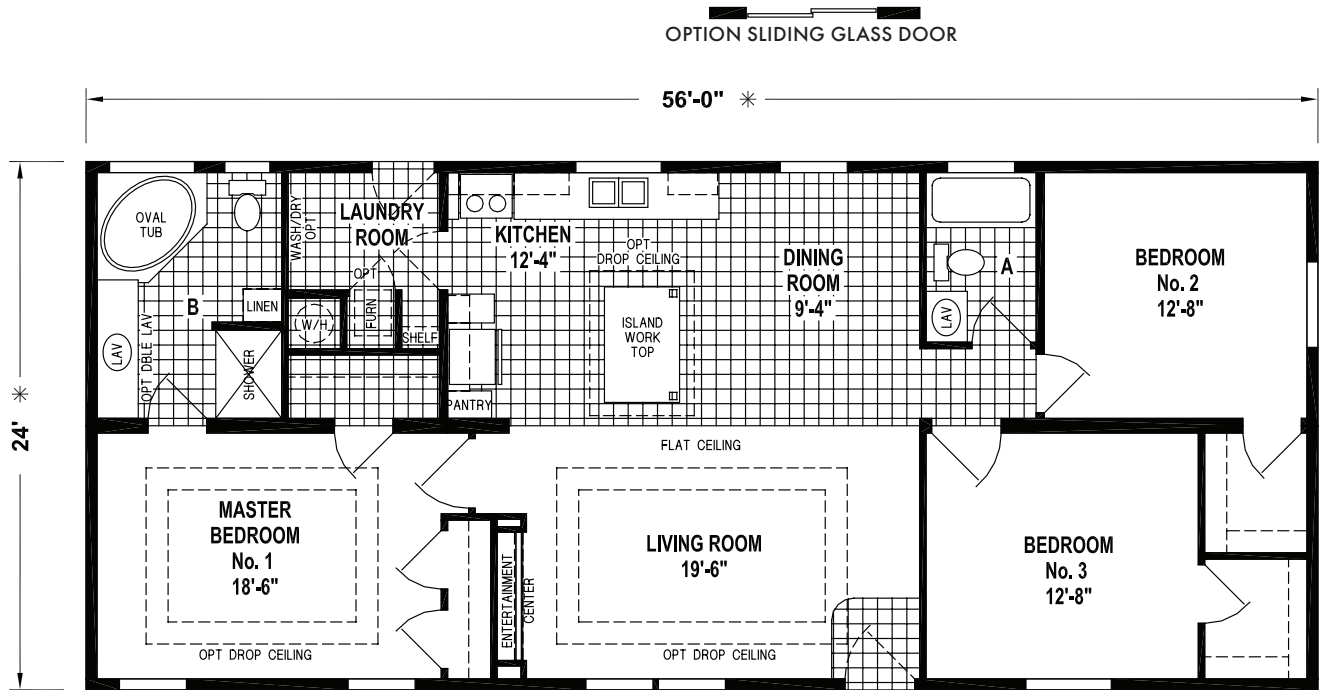 OPTION SLIDING GLASS DOOR
56'-0" ✳
24' ✳
OVAL
TUB
B
LINEN
LAV
OPT DBLE LAV
SHOWER
WASH/DRY
OPT
LAUNDRY
ROOM
OPT
W/H
FURN
SHELF
KITCHEN
12'-4"
PANTRY
OPT
DROP CEILING
ISLAND
WORK
TOP
DINING
ROOM
9'-4"
A
LAV
BEDROOM
No. 2
12'-8"
MASTER
BEDROOM
No. 1
18'-6"
OPT DROP CEILING
ENTERTAINMENT
CENTER
FLAT CEILING
LIVING ROOM
19'-6"
OPT DROP CEILING
BEDROOM
No. 3
12'-8"